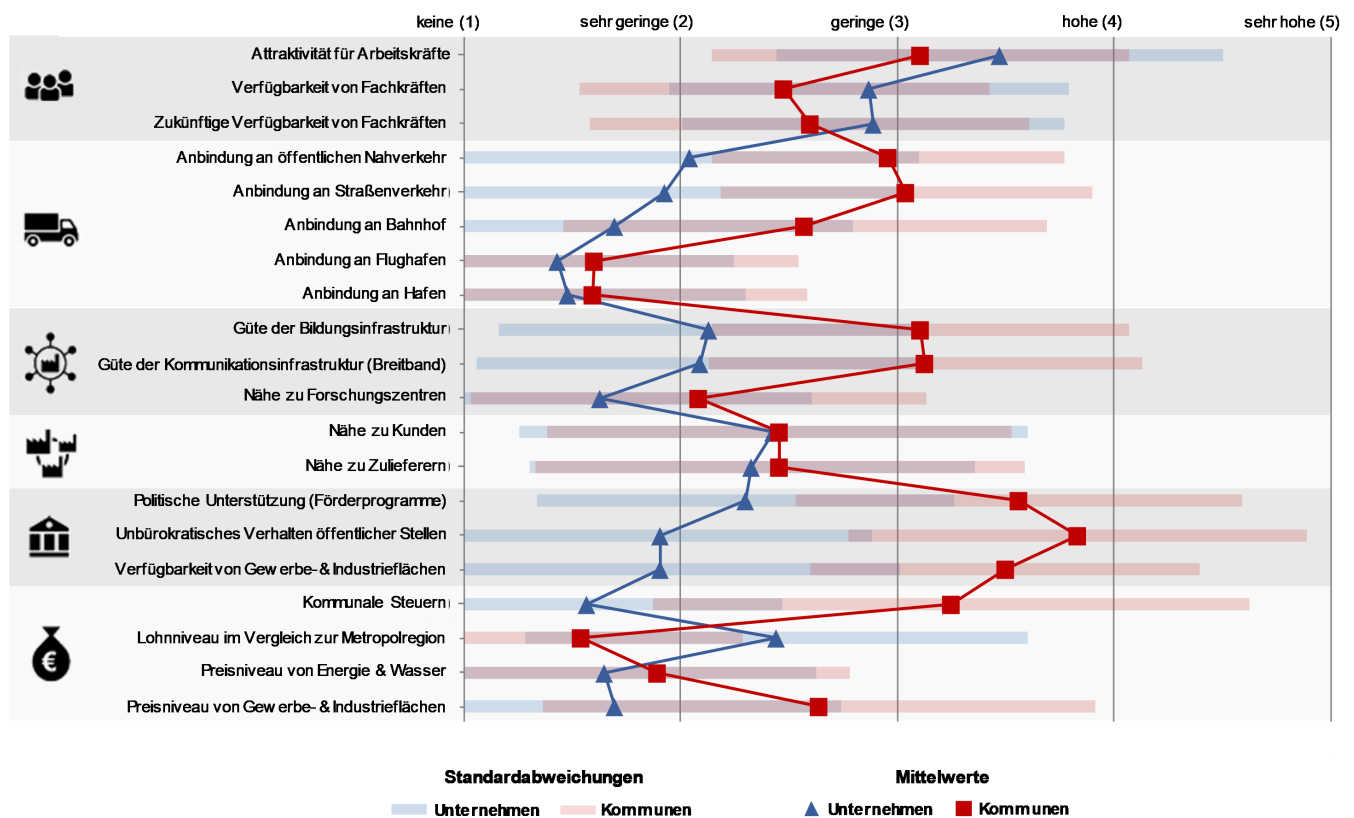 keine (1) sehr geringe (2) geringe (3) hohe (4) sehr hohe (5)
Attraktivität für Arbeitskräfte
Verfügbarkeit von Fachkräften
Zukünftige Verfügbarkeit von Fachkräften
Anbindung an öffentlichen Nahverkehr
Anbindung an Straßenverkehr)
Anbindung an Bahnhof
Anbindung an Flughafen
Anbindung an Hafen
Güte der Bildungsinfrastruktur)
Güte der Kommunikationsinfrastruktur (Breitband)
Nähe zu Forschungszentren
Nähe zu Kunden
Nähe zu Zulieferern)
Politische Unterstützung (Förderprogramme)
Unbürokratisches Verhalten öffentlicher Stellen
Verfügbarkeit von Gewerbe- & Industrieflächen
Kommunale Steuern)
Lohnniveau im Vergleich zur Metropolregion
€
Preisniveau von Energie & Wasser
Preisniveau von Gewerbe- & Industrieflächen
Standardabweichungen Mittelwerte
Unternehmen Kommunen Unternehmen Kommunen